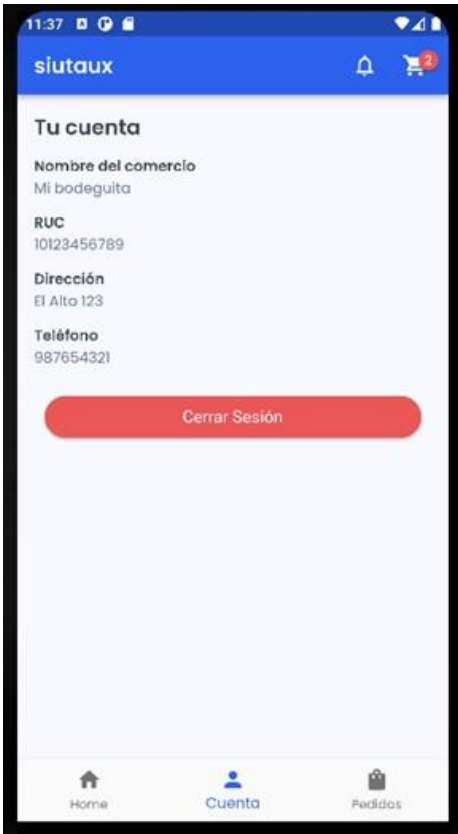 11:37
siutaux
2
Tu cuenta
Nombre del comercio
Mi bodeguita
RUC
10123456789
Dirección
El Alto 123
Teléfono
987654321
Cerrar Sesión
Home
Cuenta
Pedidos